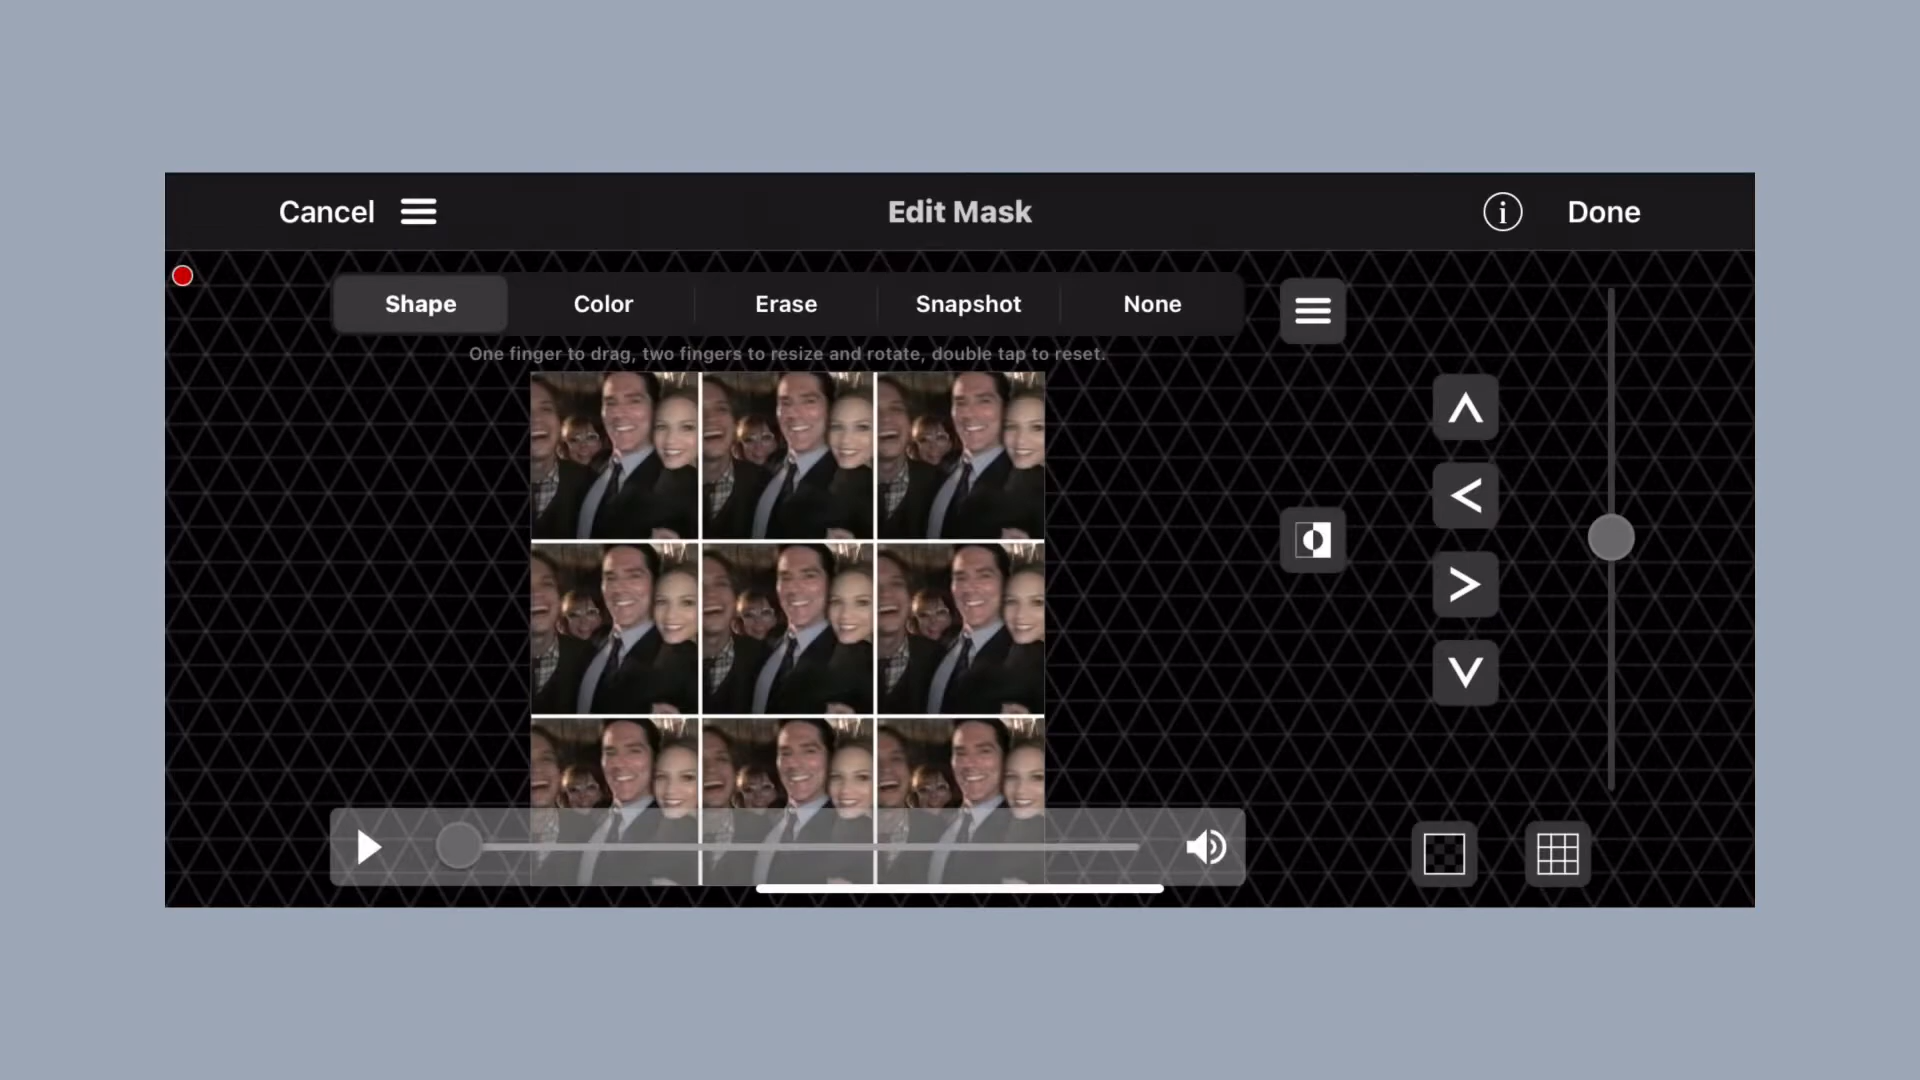 Cancel Edit Mask i Done
Shape Color Erase Snapshot None
One finger to drag, two fingers to resize and rotate, double tap to reset.